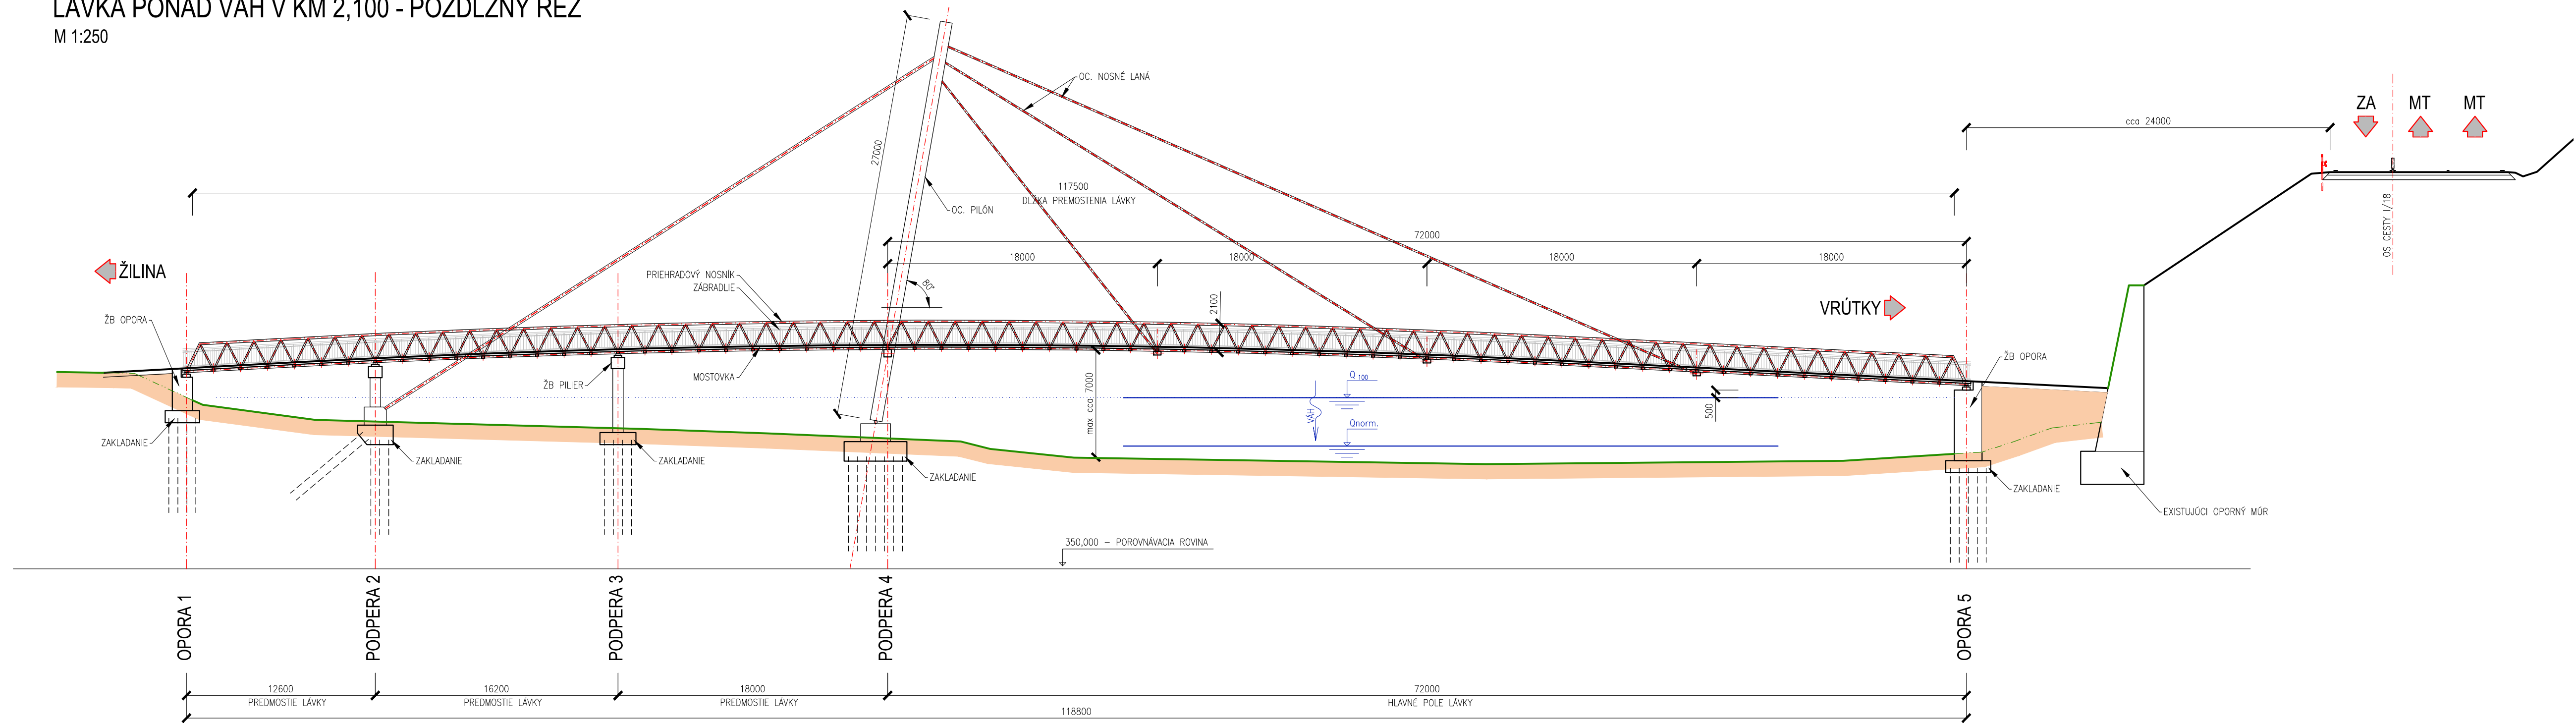 LÁVKA PONAD VÁH V KM 2,100 - POZDĹŽNY REZ
M 1:250
OC. NOSNÉ LANÁ
27000
cca 24000
ZA
MT
MT
117500
DĹŽKA PREMOSTENIA LÁVKY
OC. PILÓN
OS CESTY I/18
72000
18000
18000
18000
18000
ŽILINA
PRIEHRADOVÝ NOSNÍK
ZÁBRADLIE
80°
2100
VRÚTKY
ŽB OPORA
ŽB OPORA
ŽB PILIER
MOSTOVKA
max cca 7000
Q 100
VÁH
Qnorm.
500
ZAKLADANIE
ZAKLADANIE
ZAKLADANIE
ZAKLADANIE
ZAKLADANIE
EXISTUJÚCI OPORNÝ MÚR
350,000 – POROVNÁVACIA ROVINA
OPORA 1
PODPERA 2
PODPERA 3
PODPERA 4
OPORA 5
12600
PREDMOSTIE LÁVKY
16200
PREDMOSTIE LÁVKY
18000
PREDMOSTIE LÁVKY
72000
HLAVNÉ POLE LÁVKY
118800